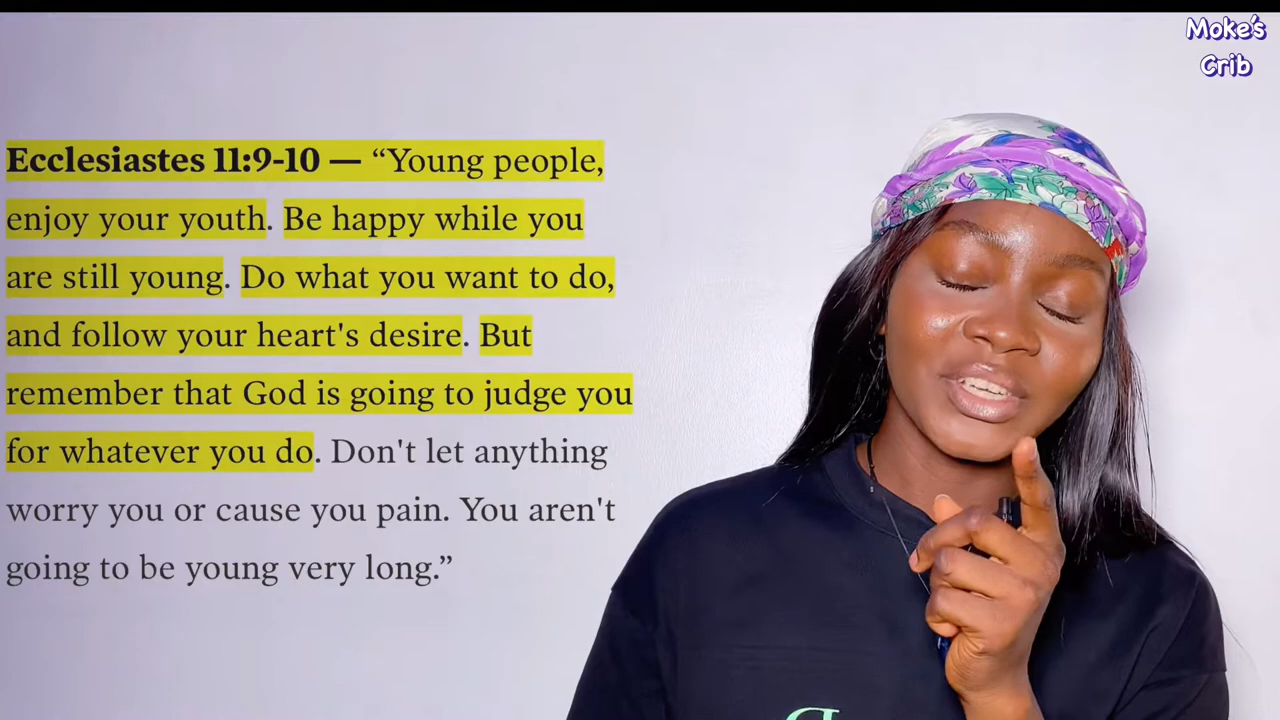 Moke's
Crib
Ecclesiastes 11:9-10 — “Young people,
enjoy your youth. Be happy while you
are still young. Do what you want to do,
and follow your heart's desire. But
remember that God is going to judge you
for whatever you do. Don't let anything
worry you or cause you pain. You aren't
going to be young very long.”